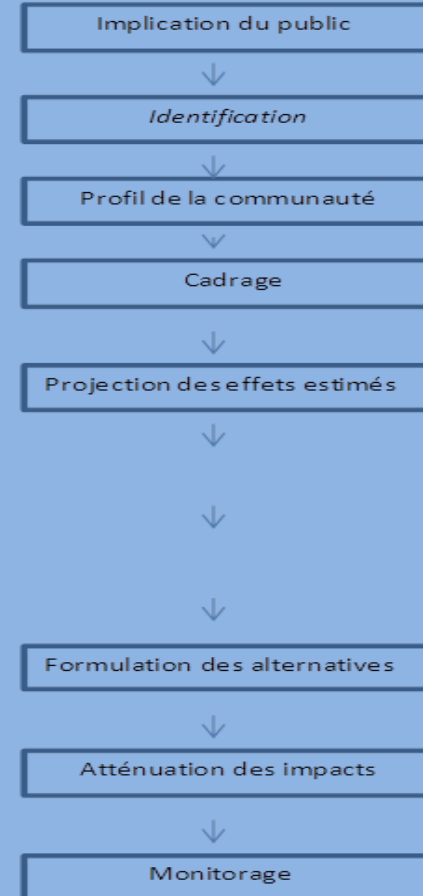 Implication du public
Identification
Profil de la communauté
Cadrage
Projection des effets estimés
Formulation des alternatives
Atténuation des impacts
Monitorage